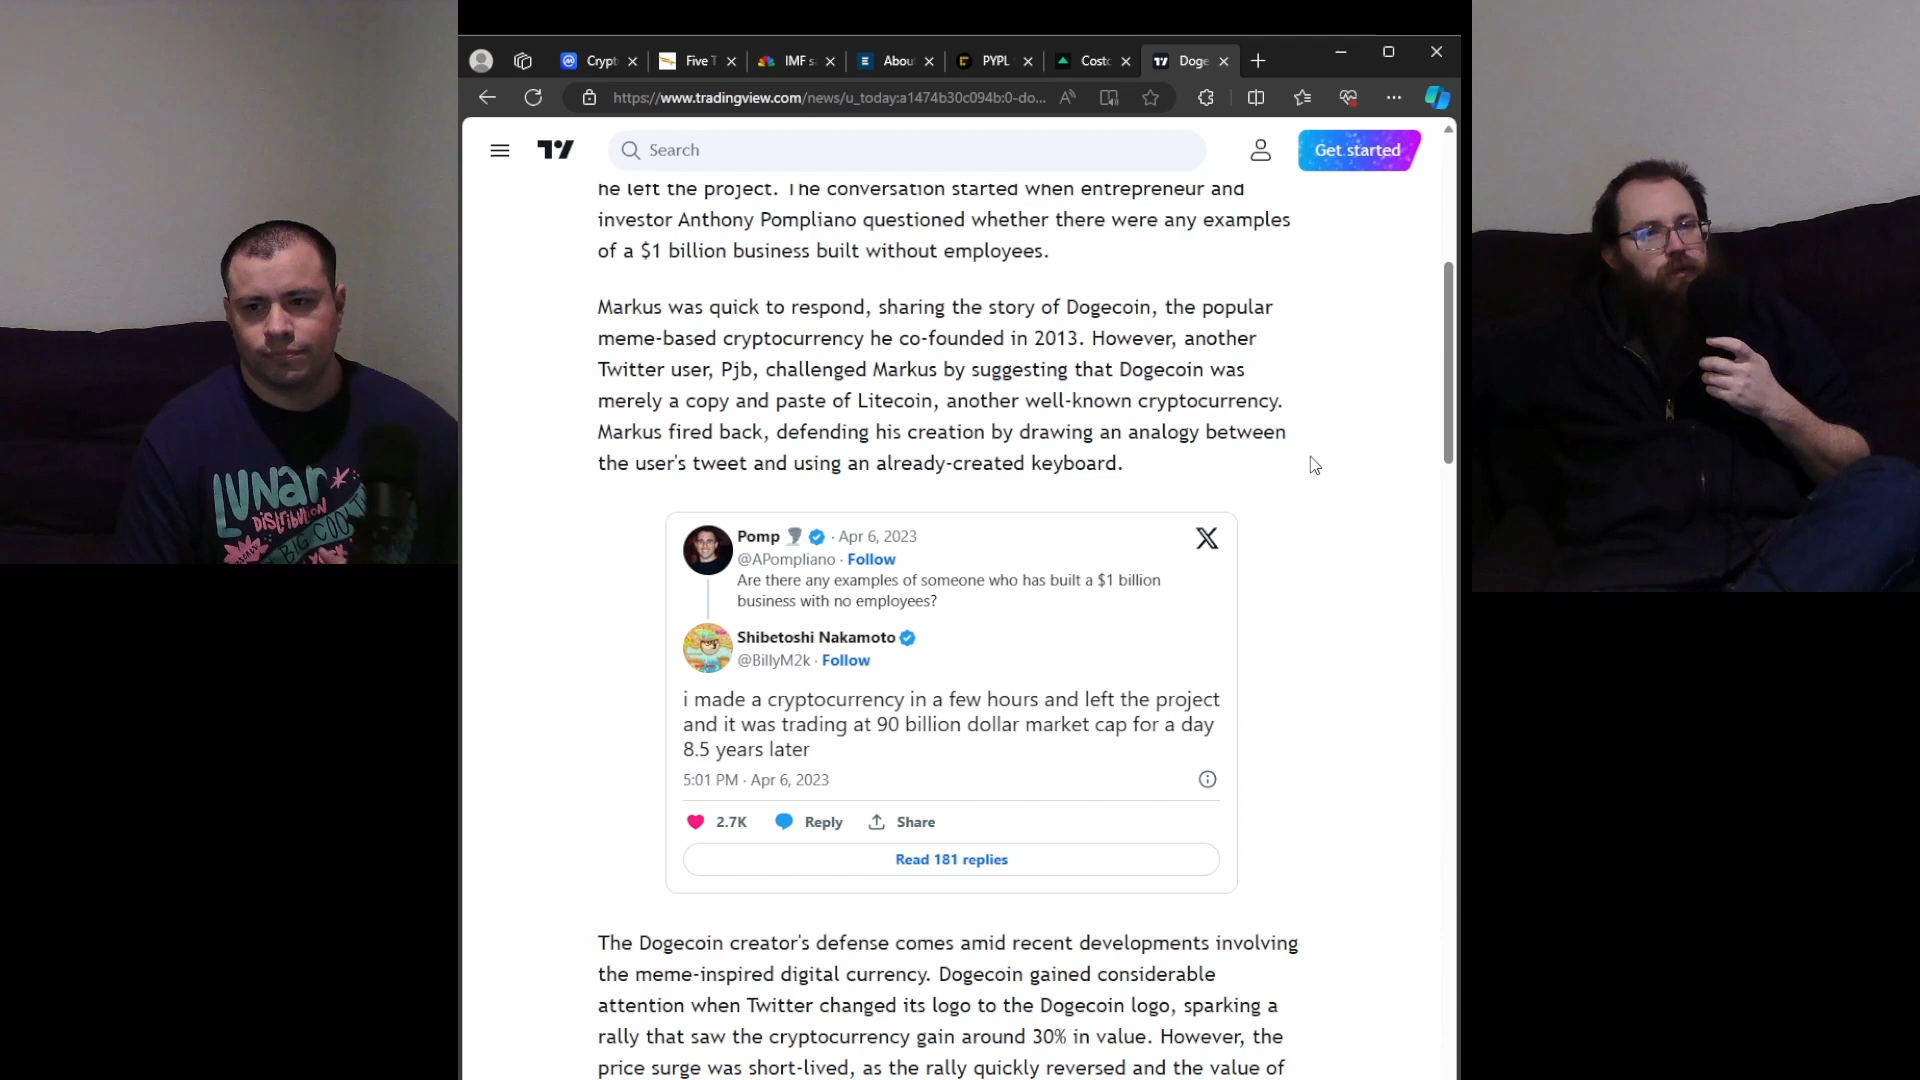 Crypt
Five T
IMF s
Abou
PYPL
Costc
Doge
https://www.tradingview.com/news/u_today:a1474b30c094b:0-do...
Search
Get started
he left the project. The conversation started when entrepreneur and
investor Anthony Pompliano questioned whether there were any examples
of a $1 billion business built without employees.
Markus was quick to respond, sharing the story of Dogecoin, the popular
meme-based cryptocurrency he co-founded in 2013. However, another
Twitter user, Pjb, challenged Markus by suggesting that Dogecoin was
merely a copy and paste of Litecoin, another well-known cryptocurrency.
Markus fired back, defending his creation by drawing an analogy between
the user's tweet and using an already-created keyboard.
Pomp · Apr 6, 2023
@APompliano · Follow
Are there any examples of someone who has built a $1 billion
business with no employees?
Shibetoshi Nakamoto
@BillyM2k · Follow
i made a cryptocurrency in a few hours and left the project
and it was trading at 90 billion dollar market cap for a day
8.5 years later
5:01 PM · Apr 6, 2023
2.7K Reply Share
Read 181 replies
The Dogecoin creator's defense comes amid recent developments involving
the meme-inspired digital currency. Dogecoin gained considerable
attention when Twitter changed its logo to the Dogecoin logo, sparking a
rally that saw the cryptocurrency gain around 30% in value. However, the
price surge was short-lived, as the rally quickly reversed and the value of
LUNAR
DISTRIBUTION
BIG COO